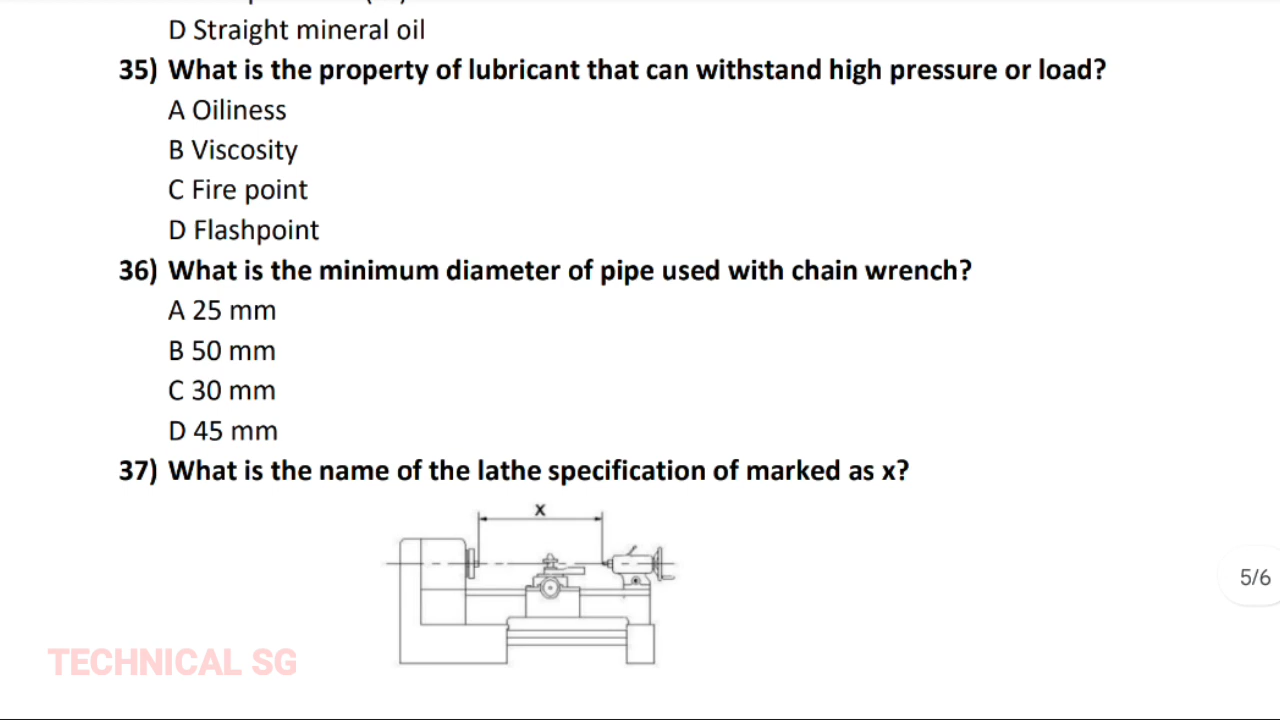 D Straight mineral oil
35) What is the property of lubricant that can withstand high pressure or load?
A Oiliness
B Viscosity
C Fire point
D Flashpoint
36) What is the minimum diameter of pipe used with chain wrench?
A 25 mm
B 50 mm
C 30 mm
D 45 mm
37) What is the name of the lathe specification of marked as x?
X
5/6
TECHNICAL SG